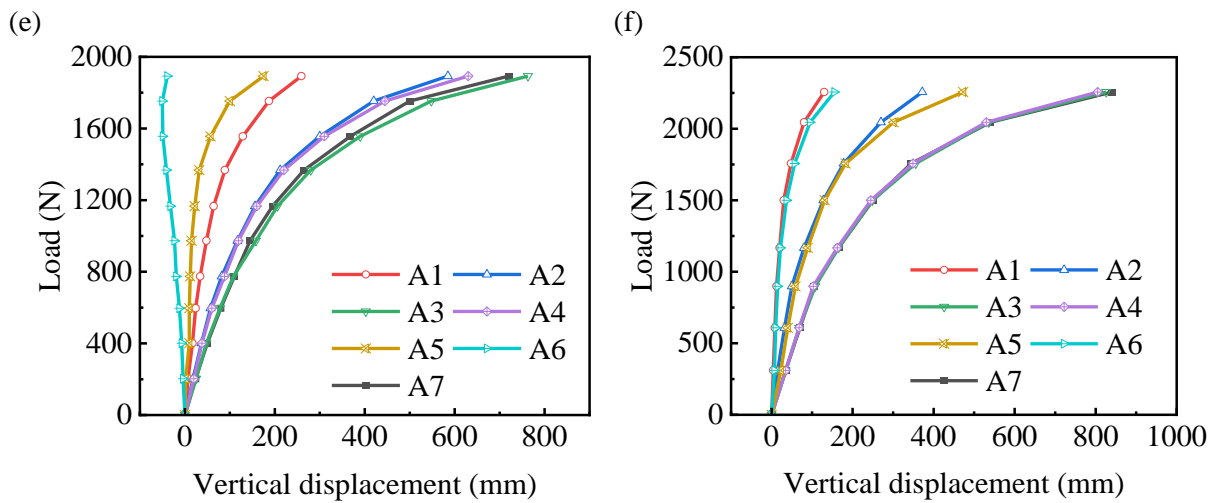 (e)
2000
1600
1200
800
400
0
Load (N)
A1 A2
A3 A4
A5 A6
A7
0 200 400 600 800
Vertical displacement (mm)
(f)
2500
2000
1500
1000
500
0
Load (N)
A1 A2
A3 A4
A5 A6
A7
0 200 400 600 800 1000
Vertical displacement (mm)